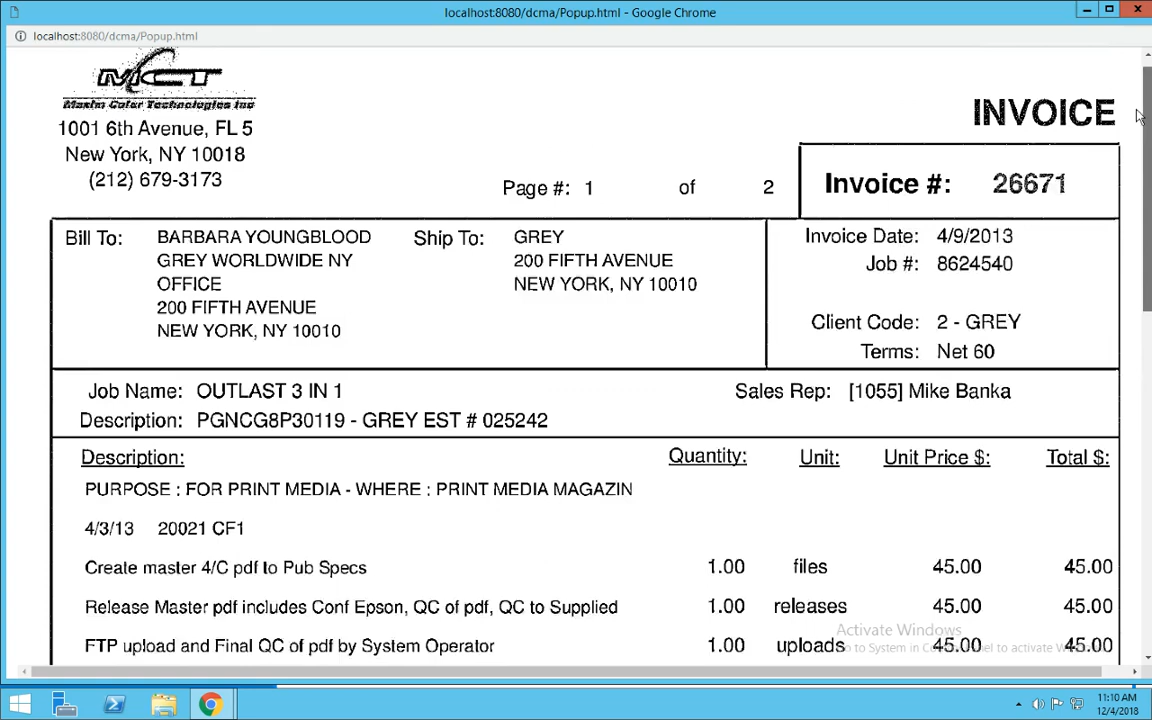 localhost:8080/dcma/Popup.html - Google Chrome
localhost:8080/dcma/Popup.html
MCT
Maxim Color Technologies Inc
1001 6th Avenue, FL 5
New York, NY 10018
(212) 679-3173
INVOICE
Page #: 1 of 2
Invoice #: 26671
Bill To: BARBARA YOUNGBLOOD
GREY WORLDWIDE NY
OFFICE
200 FIFTH AVENUE
NEW YORK, NY 10010
Ship To: GREY
200 FIFTH AVENUE
NEW YORK, NY 10010
Invoice Date: 4/9/2013
Job #: 8624540
Client Code: 2 - GREY
Terms: Net 60
Job Name: OUTLAST 3 IN 1
Sales Rep: [1055] Mike Banka
Description: PGNCG8P30119 - GREY EST # 025242
Description: Quantity: Unit: Unit Price $: Total $:
PURPOSE : FOR PRINT MEDIA - WHERE : PRINT MEDIA MAGAZIN
4/3/13 20021 CF1
Create master 4/C pdf to Pub Specs 1.00 files 45.00 45.00
Release Master pdf includes Conf Epson, QC of pdf, QC to Supplied 1.00 releases 45.00 45.00
FTP upload and Final QC of pdf by System Operator 1.00 uploads 45.00 45.00
Activate Windows
to System in Panel to activate
11:10 AM
12/4/2018